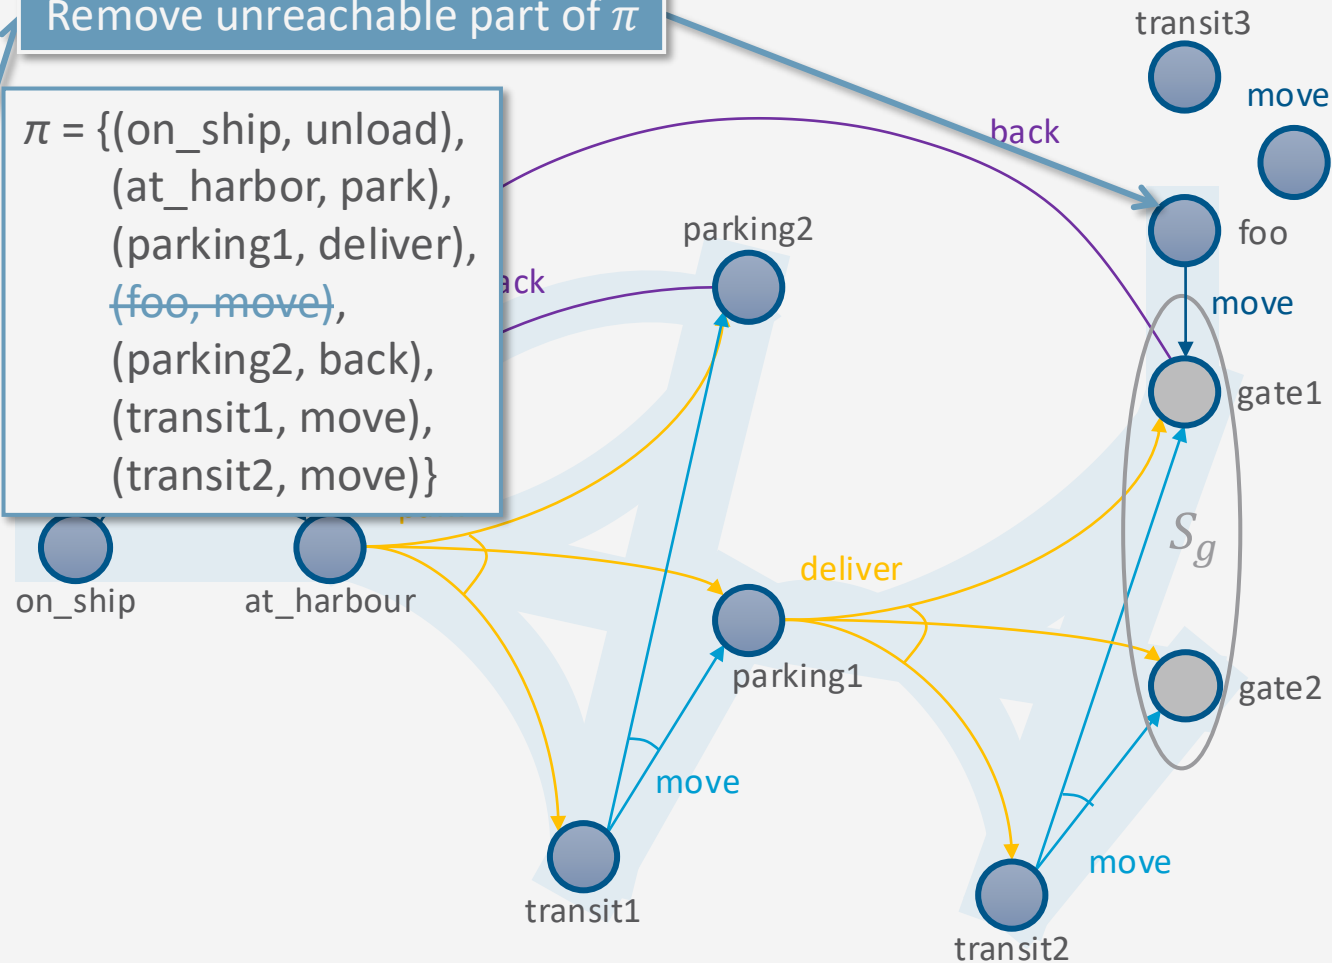 Remove unreachable part of π
transit3
move
π = {(on_ship, unload),
(at_harbor, park),
(parking1, deliver),
(foo, move),
(parking2, back),
(transit1, move),
(transit2, move)}
back
foo
parking2
ack
move
gate1
S_g
deliver
on_ship
at_harbour
parking1
gate2
move
move
transit1
transit2